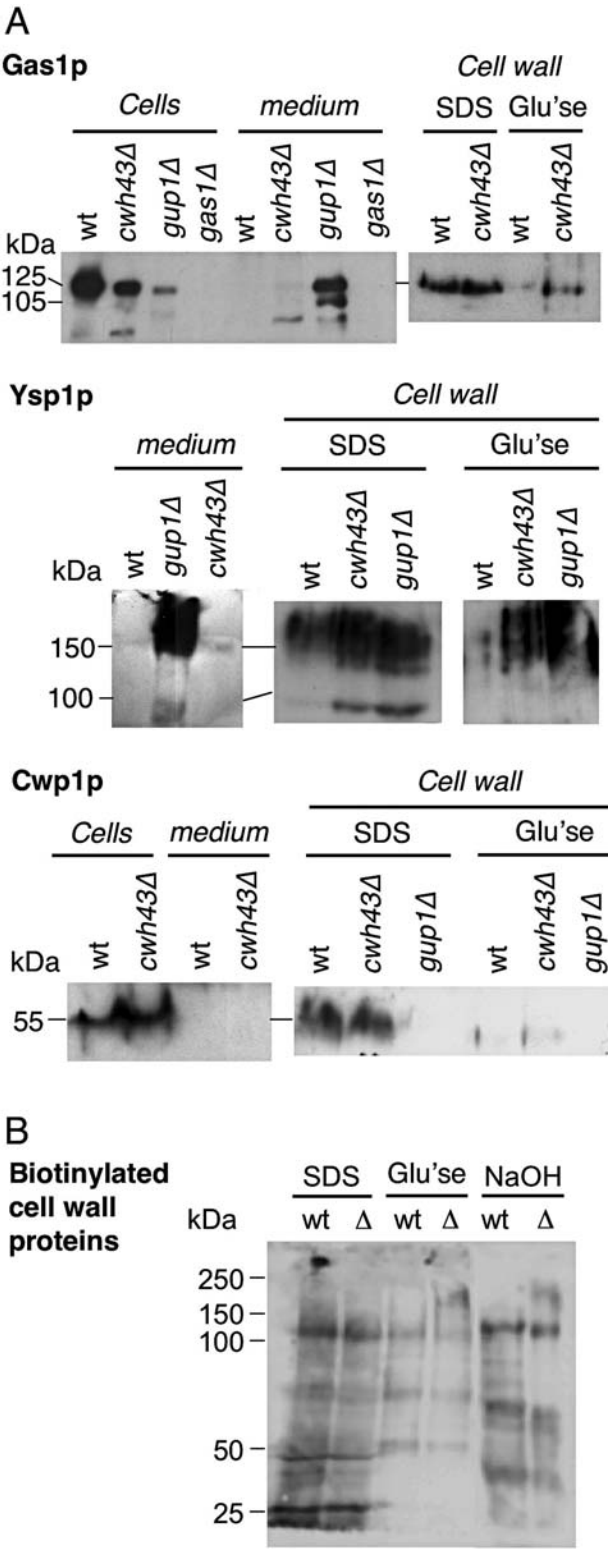 A
Gas1p
Cell wall
Cells medium SDS Glu'se
wt cwh43Δ gup1Δ gas1Δ wt cwh43Δ gup1Δ gas1Δ wt cwh43Δ wt cwh43Δ
kDa
125
105
Ysp1p
Cell wall
medium SDS Glu'se
wt gup1Δ cwh43Δ wt cwh43Δ gup1Δ wt cwh43Δ gup1Δ
kDa
150
100
Cwp1p
Cell wall
Cells medium SDS Glu'se
wt cwh43Δ wt cwh43Δ wt cwh43Δ gup1Δ wt cwh43Δ gup1Δ
kDa
55
B
Biotinylated
cell wall
proteins
SDS Glu'se NaOH
kDa wt Δ wt Δ wt Δ
250
150
100
50
25